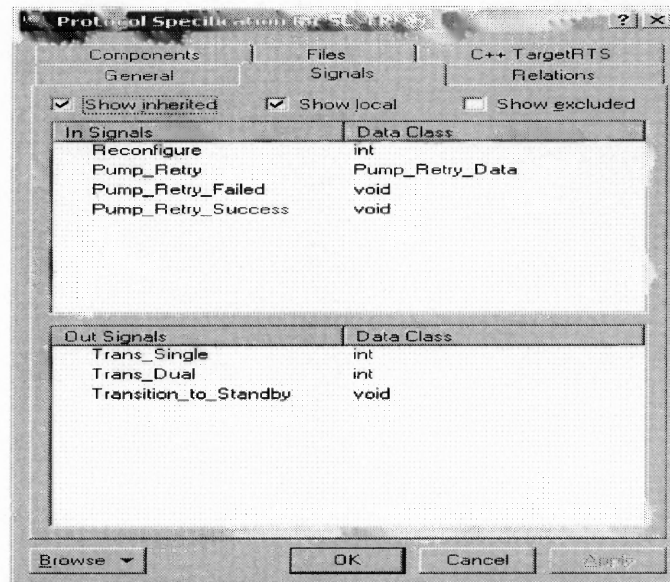 Protocol Specification for
Components Files C++ TargetRTS
General Signals Relations
Show inherited Show local Show excluded
In Signals Data Class
Reconfigure int
Pump_Retry Pump_Retry_Data
Pump_Retry_Failed void
Pump_Retry_Success void
Out Signals Data Class
Trans_Single int
Trans_Dual int
Transition_to_Standby void
Browse OK Cancel Apply